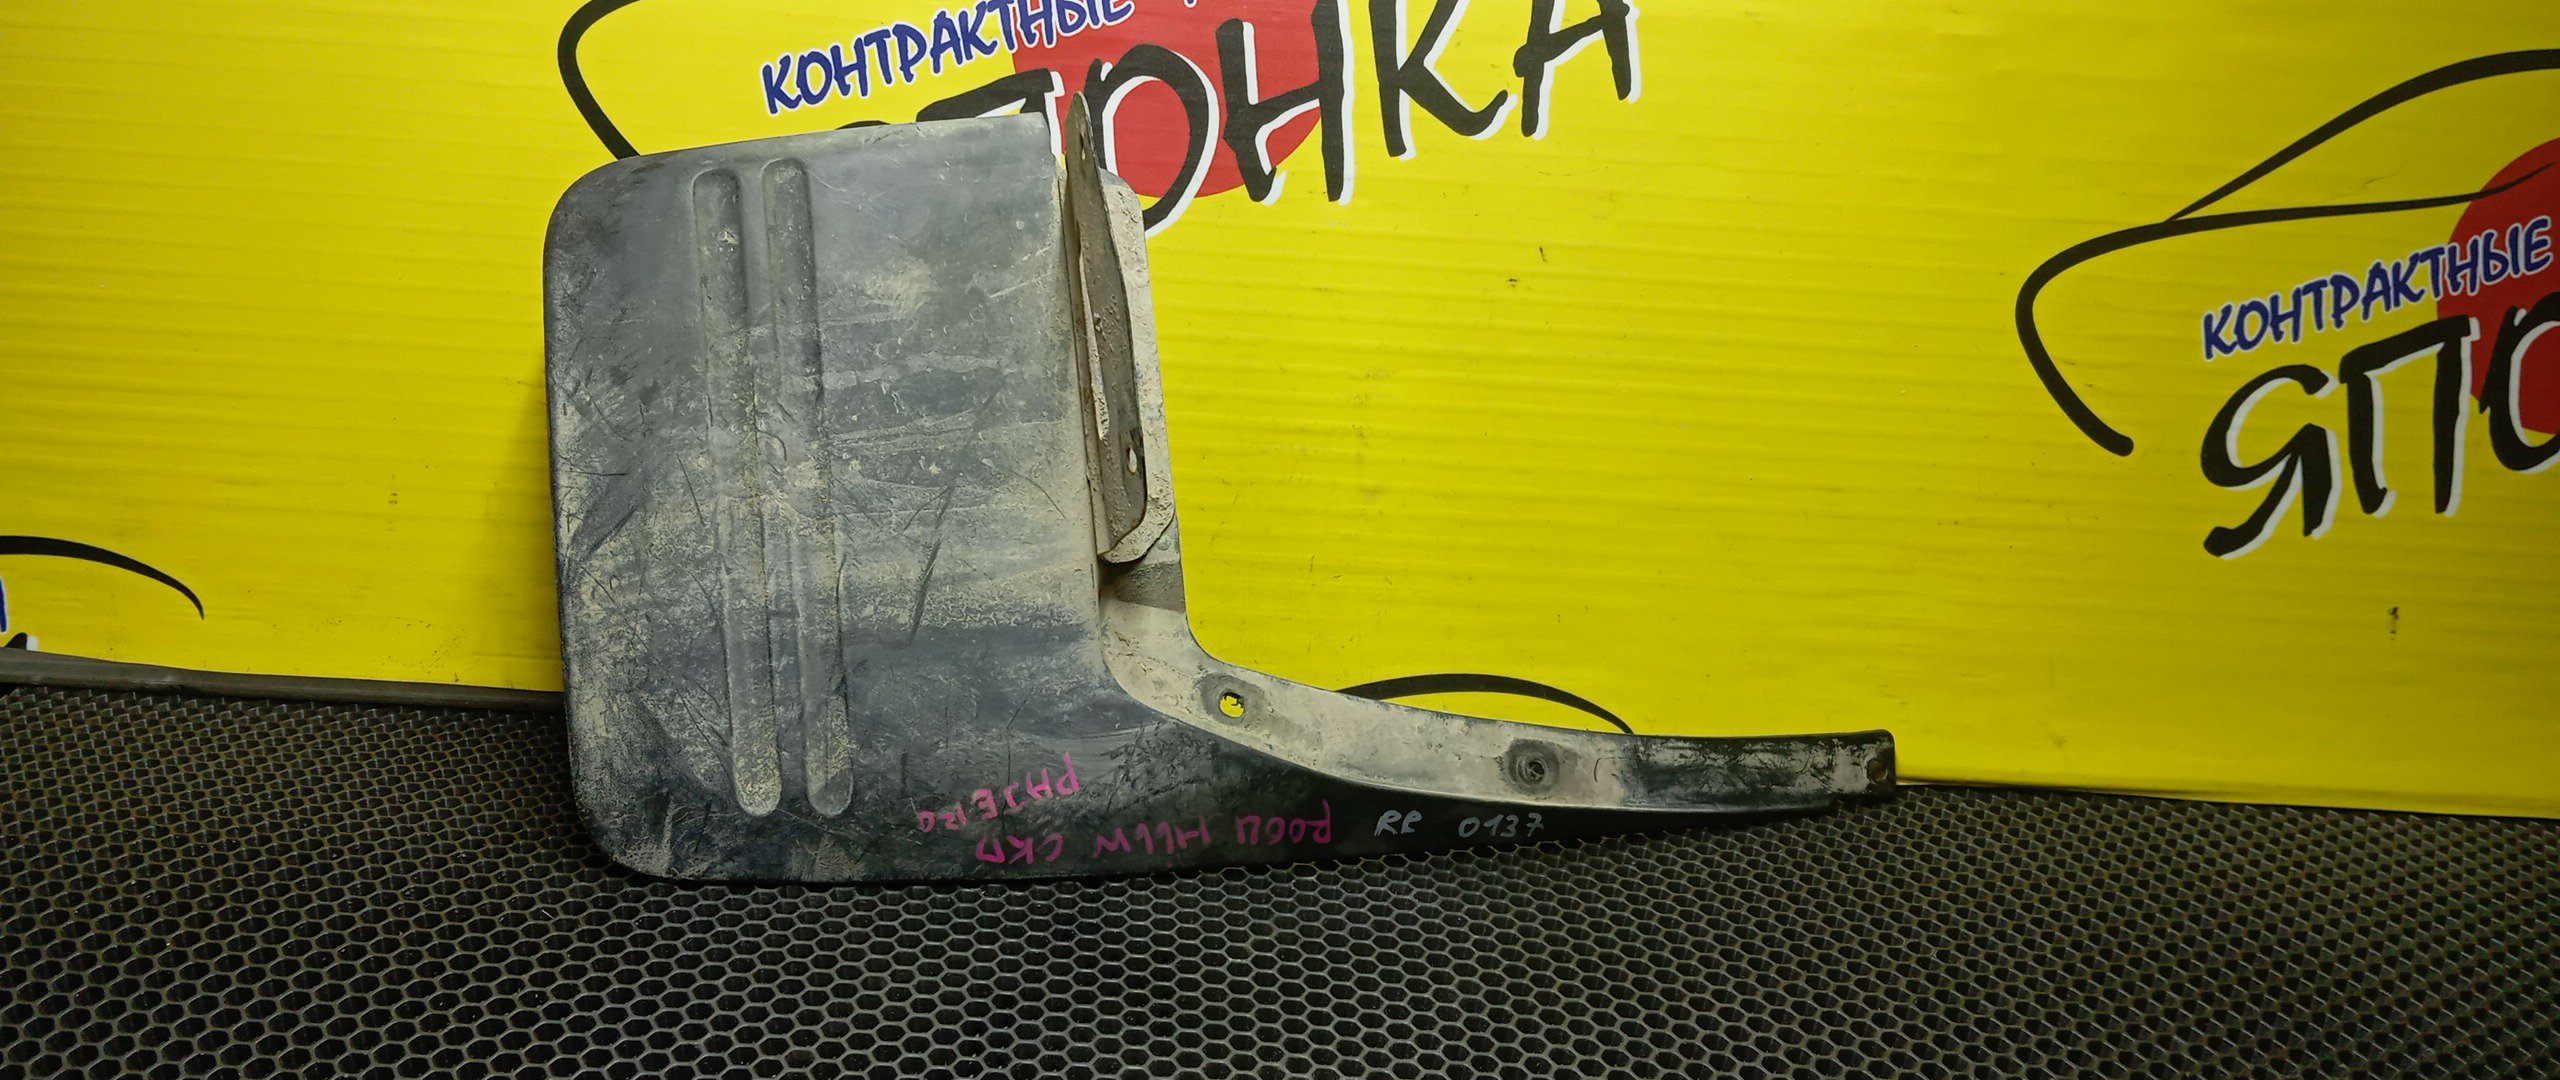 КОНТРАКТНЫЕ
ЯПОНКА
КОНТРАКТНЫЕ
ЯПО
PAJERO
RR 0137